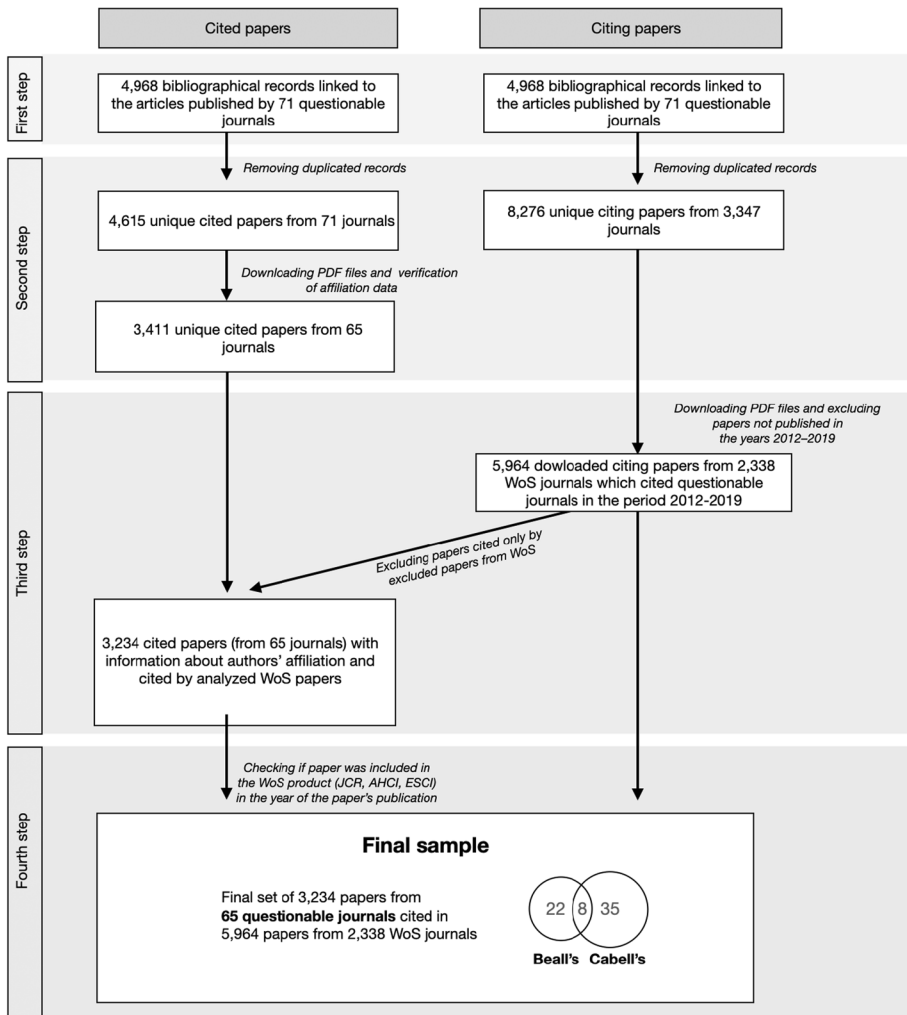 Cited papers
Citing papers
First step
4,968 bibliographical records linked to
the articles published by 71 questionable
journals
4,968 bibliographical records linked to
the articles published by 71 questionable
journals
Second step
Removing duplicated records
Removing duplicated records
4,615 unique cited papers from 71 journals
8,276 unique citing papers from 3,347
journals
Downloading PDF files and verification
of affiliation data
3,411 unique cited papers from 65
journals
Third step
Downloading PDF files and excluding
papers not published in
the years 2012–2019
5,964 dowloaded citing papers from 2,338
WoS journals which cited questionable
journals in the period 2012-2019
Excluding papers cited only by
excluded papers from WoS
3,234 cited papers (from 65 journals) with
information about authors’ affiliation and
cited by analyzed WoS papers
Fourth step
Checking if paper was included in
the WoS product (JCR, AHCI, ESCI)
in the year of the paper’s publication
Final sample
Final set of 3,234 papers from
65 questionable journals cited in
5,964 papers from 2,338 WoS journals
22 8 35
Beall’s Cabell’s